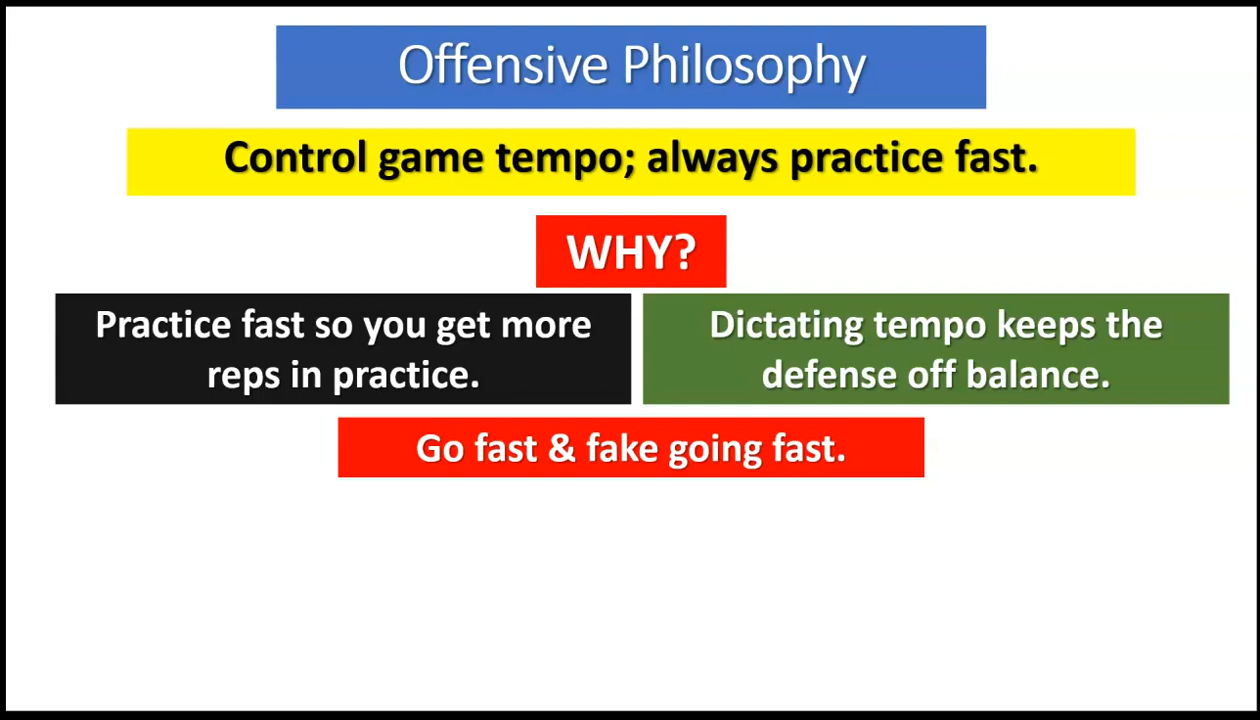 Offensive Philosophy
Control game tempo; always practice fast.
WHY?
Practice fast so you get more
reps in practice.
Dictating tempo keeps the
defense off balance.
Go fast & fake going fast.